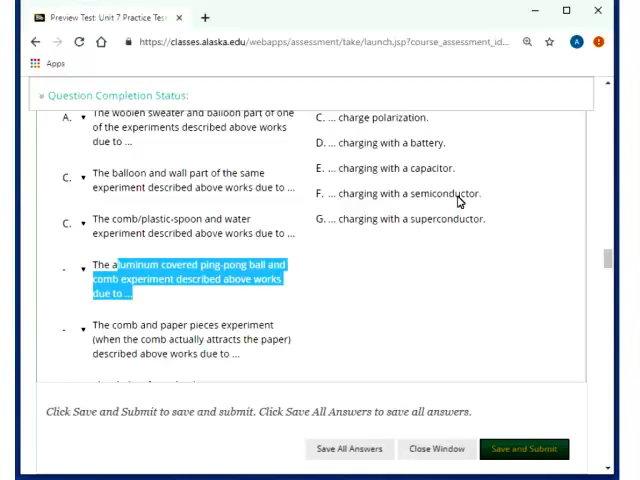 Preview Test: Unit 7 Practice Tes
https://classes.alaska.edu/webapps/assessment/take/launch.jsp?course_assessment_id...
A
Apps
Question Completion Status:
A. The woolen sweater and balloon part of one
of the experiments described above works
due to ...
C. The balloon and wall part of the same
experiment described above works due to ...
C. The comb/plastic-spoon and water
experiment described above works due to ...
- The aluminum covered ping-pong ball and
comb experiment described above works
due to ...
- The comb and paper pieces experiment
(when the comb actually attracts the paper)
described above works due to ...
C. ... charge polarization.
D. ... charging with a battery.
E. ... charging with a capacitor.
F. ... charging with a semiconductor.
G. ... charging with a superconductor.
Click Save and Submit to save and submit. Click Save All Answers to save all answers.
Save All Answers
Close Window
Save and Submit